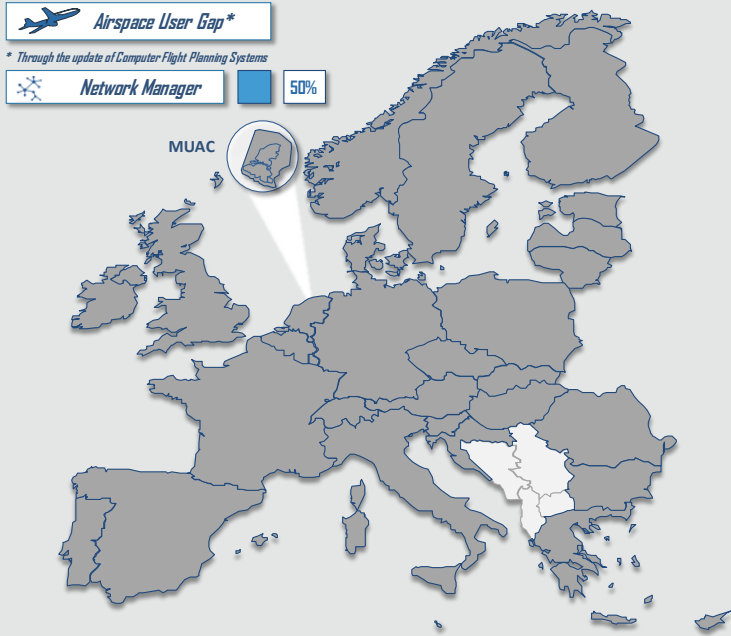 Airspace User Gap*
* Through the update of Computer Flight Planning Systems
Network Manager
50%
MUAC